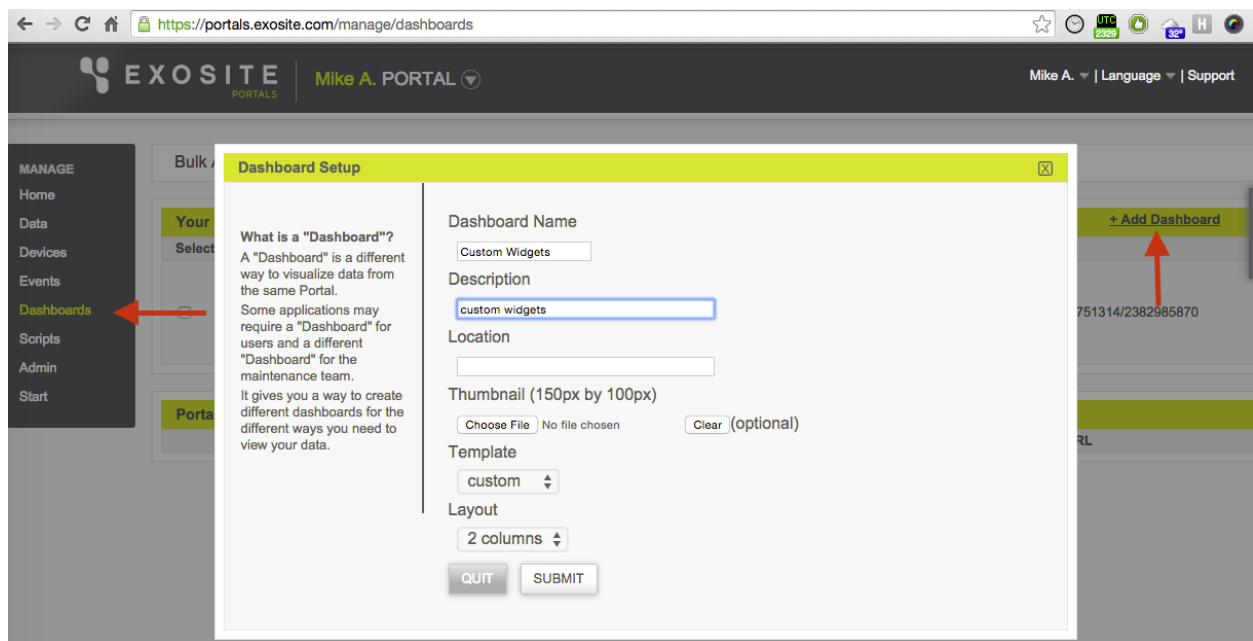 https://portals.exosite.com/manage/dashboards
UTC
2329
32°
H
EXOSITE
PORTALS
Mike A. PORTAL
Mike A. | Language | Support
MANAGE
Home
Data
Devices
Events
Dashboards
Scripts
Admin
Start
Bulk
Your
+ Add Dashboard
Select
751314/2382985870
Porta
RL
Dashboard Setup
X
What is a "Dashboard"?
A "Dashboard" is a different
way to visualize data from
the same Portal.
Some applications may
require a "Dashboard" for
users and a different
"Dashboard" for the
maintenance team.
It gives you a way to create
different dashboards for the
different ways you need to
view your data.
Dashboard Name
Custom Widgets
Description
custom widgets
Location
Thumbnail (150px by 100px)
Choose File No file chosen Clear (optional)
Template
custom
Layout
2 columns
QUIT SUBMIT